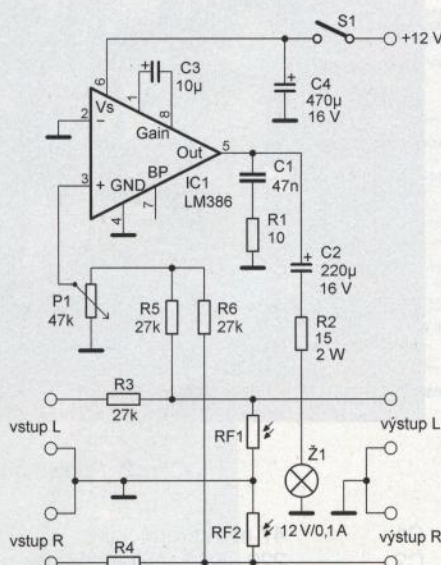 S1
+12 V
C3
10µ
C4
470µ
16 V
6
1
8
Vs
2
−
Gain
Out
5
3
+
GND
BP
4
7
IC1
LM386
C1
47n
R1
10
C2
220µ
16 V
P1
47k
R5
27k
R6
27k
R2
15
2 W
R3
27k
vstup L
výstup L
RF1
Ž1
RF2
12 V/0,1 A
vstup R
výstup R
R4